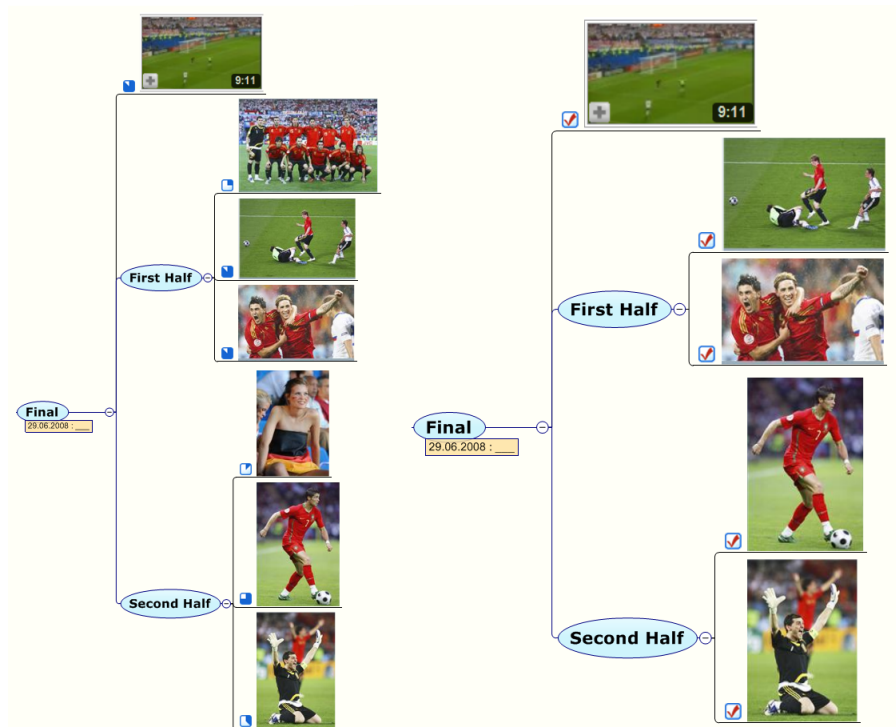 9:11
First Half
Final
29.06.2008 : ___
Second Half
9:11
First Half
Final
29.06.2008 : ___
Second Half